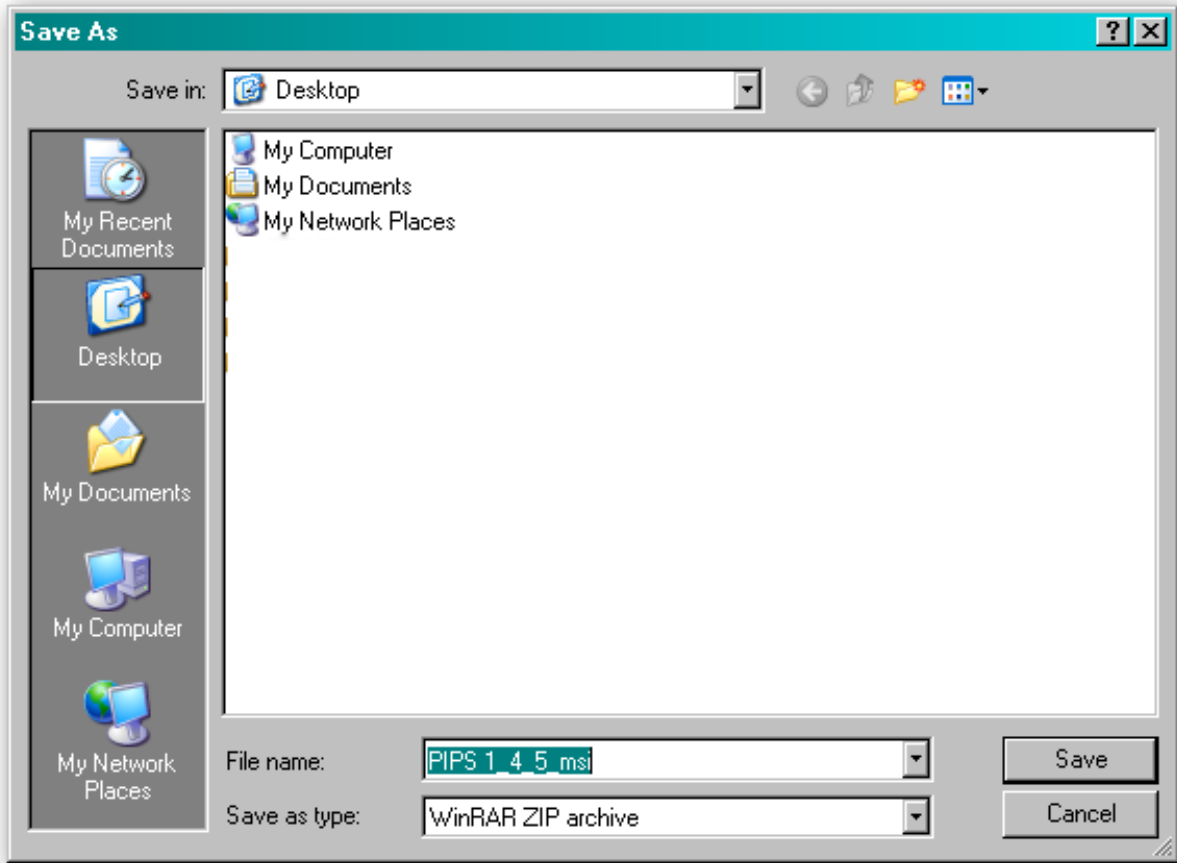 Save As
Save in:
Desktop
My Computer
My Documents
My Network Places
My Recent
Documents
Desktop
My Documents
My Computer
My Network
Places
File name:
PIPS 1_4_5_msi
Save
Save as type:
WinRAR ZIP archive
Cancel